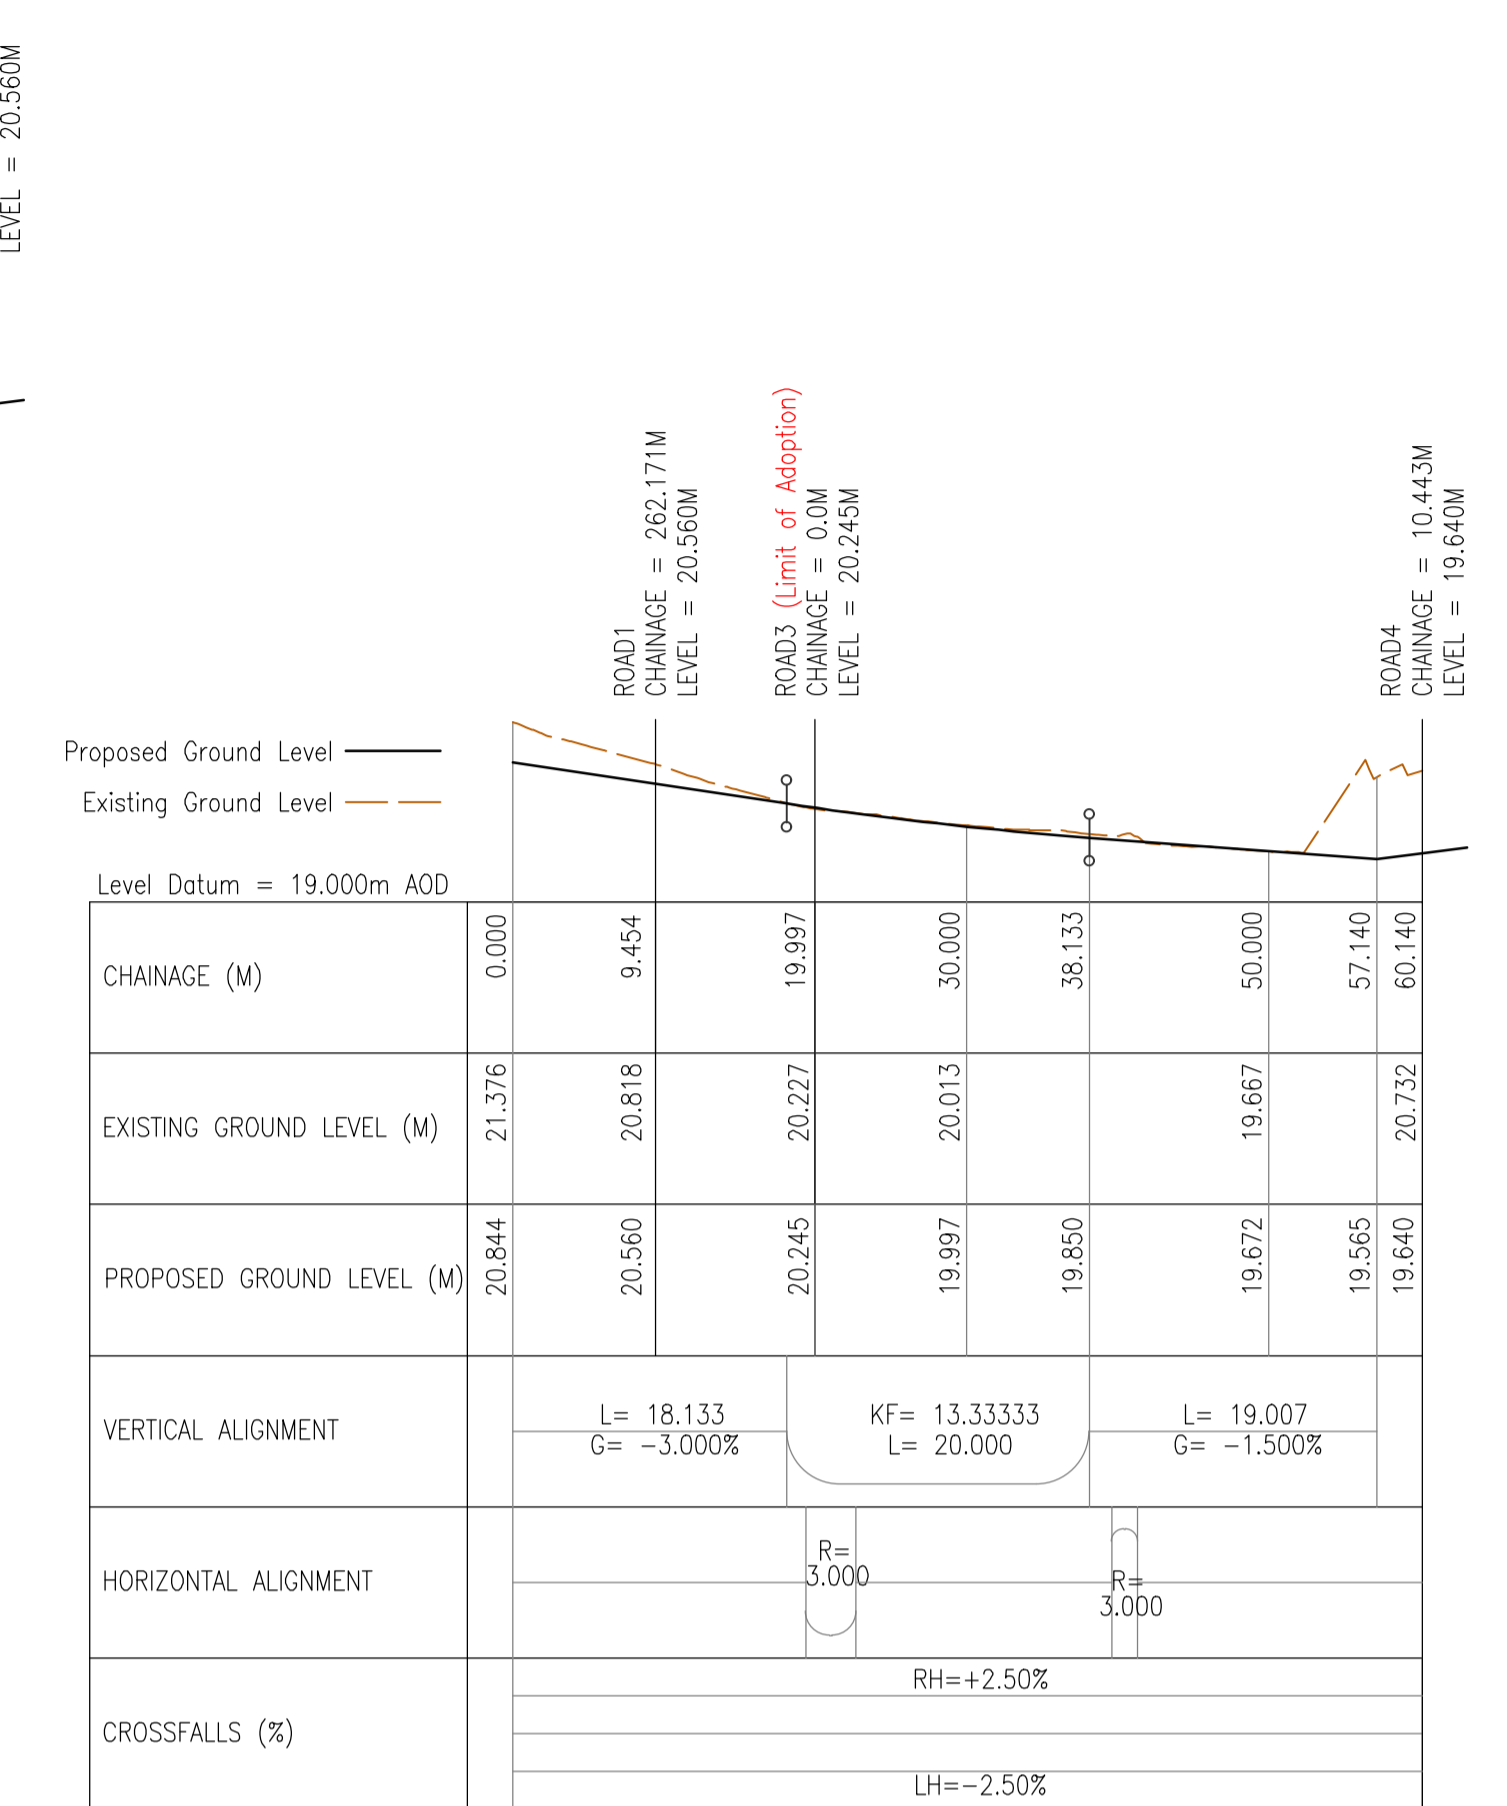 LEVEL = 20.560M
ROAD1
CHAINAGE = 262.171M
LEVEL = 20.560M
ROAD3 (Limit of Adoption)
CHAINAGE = 0.0M
LEVEL = 20.245M
ROAD4
CHAINAGE = 10.443M
LEVEL = 19.640M
Proposed Ground Level
Existing Ground Level
Level Datum = 19.000m AOD
CHAINAGE (M) 0.000 9.454 19.997 30.000 38.133 50.000 57.140 60.140
EXISTING GROUND LEVEL (M) 21.376 20.818 20.227 20.013 19.667 20.732
PROPOSED GROUND LEVEL (M) 20.844 20.560 20.245 19.997 19.850 19.672 19.565 19.640
VERTICAL ALIGNMENT
L= 18.133
G= -3.000%
KF= 13.33333
L= 20.000
L= 19.007
G= -1.500%
HORIZONTAL ALIGNMENT
R=
3.000
R=
3.000
CROSSFALLS (%)
RH=+2.50%
LH=-2.50%